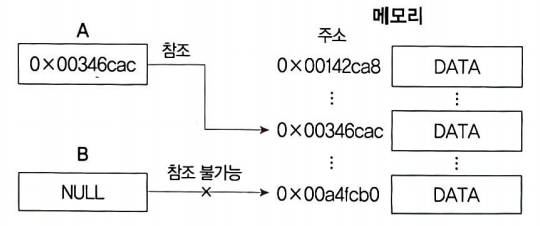 메모리
A
주소
0×00346cac
참조
0×00142ca8
DATA
⋮
⋮
0×00346cac
DATA
B
⋮
⋮
참조 불가능
NULL
×
0×00a4fcb0
DATA